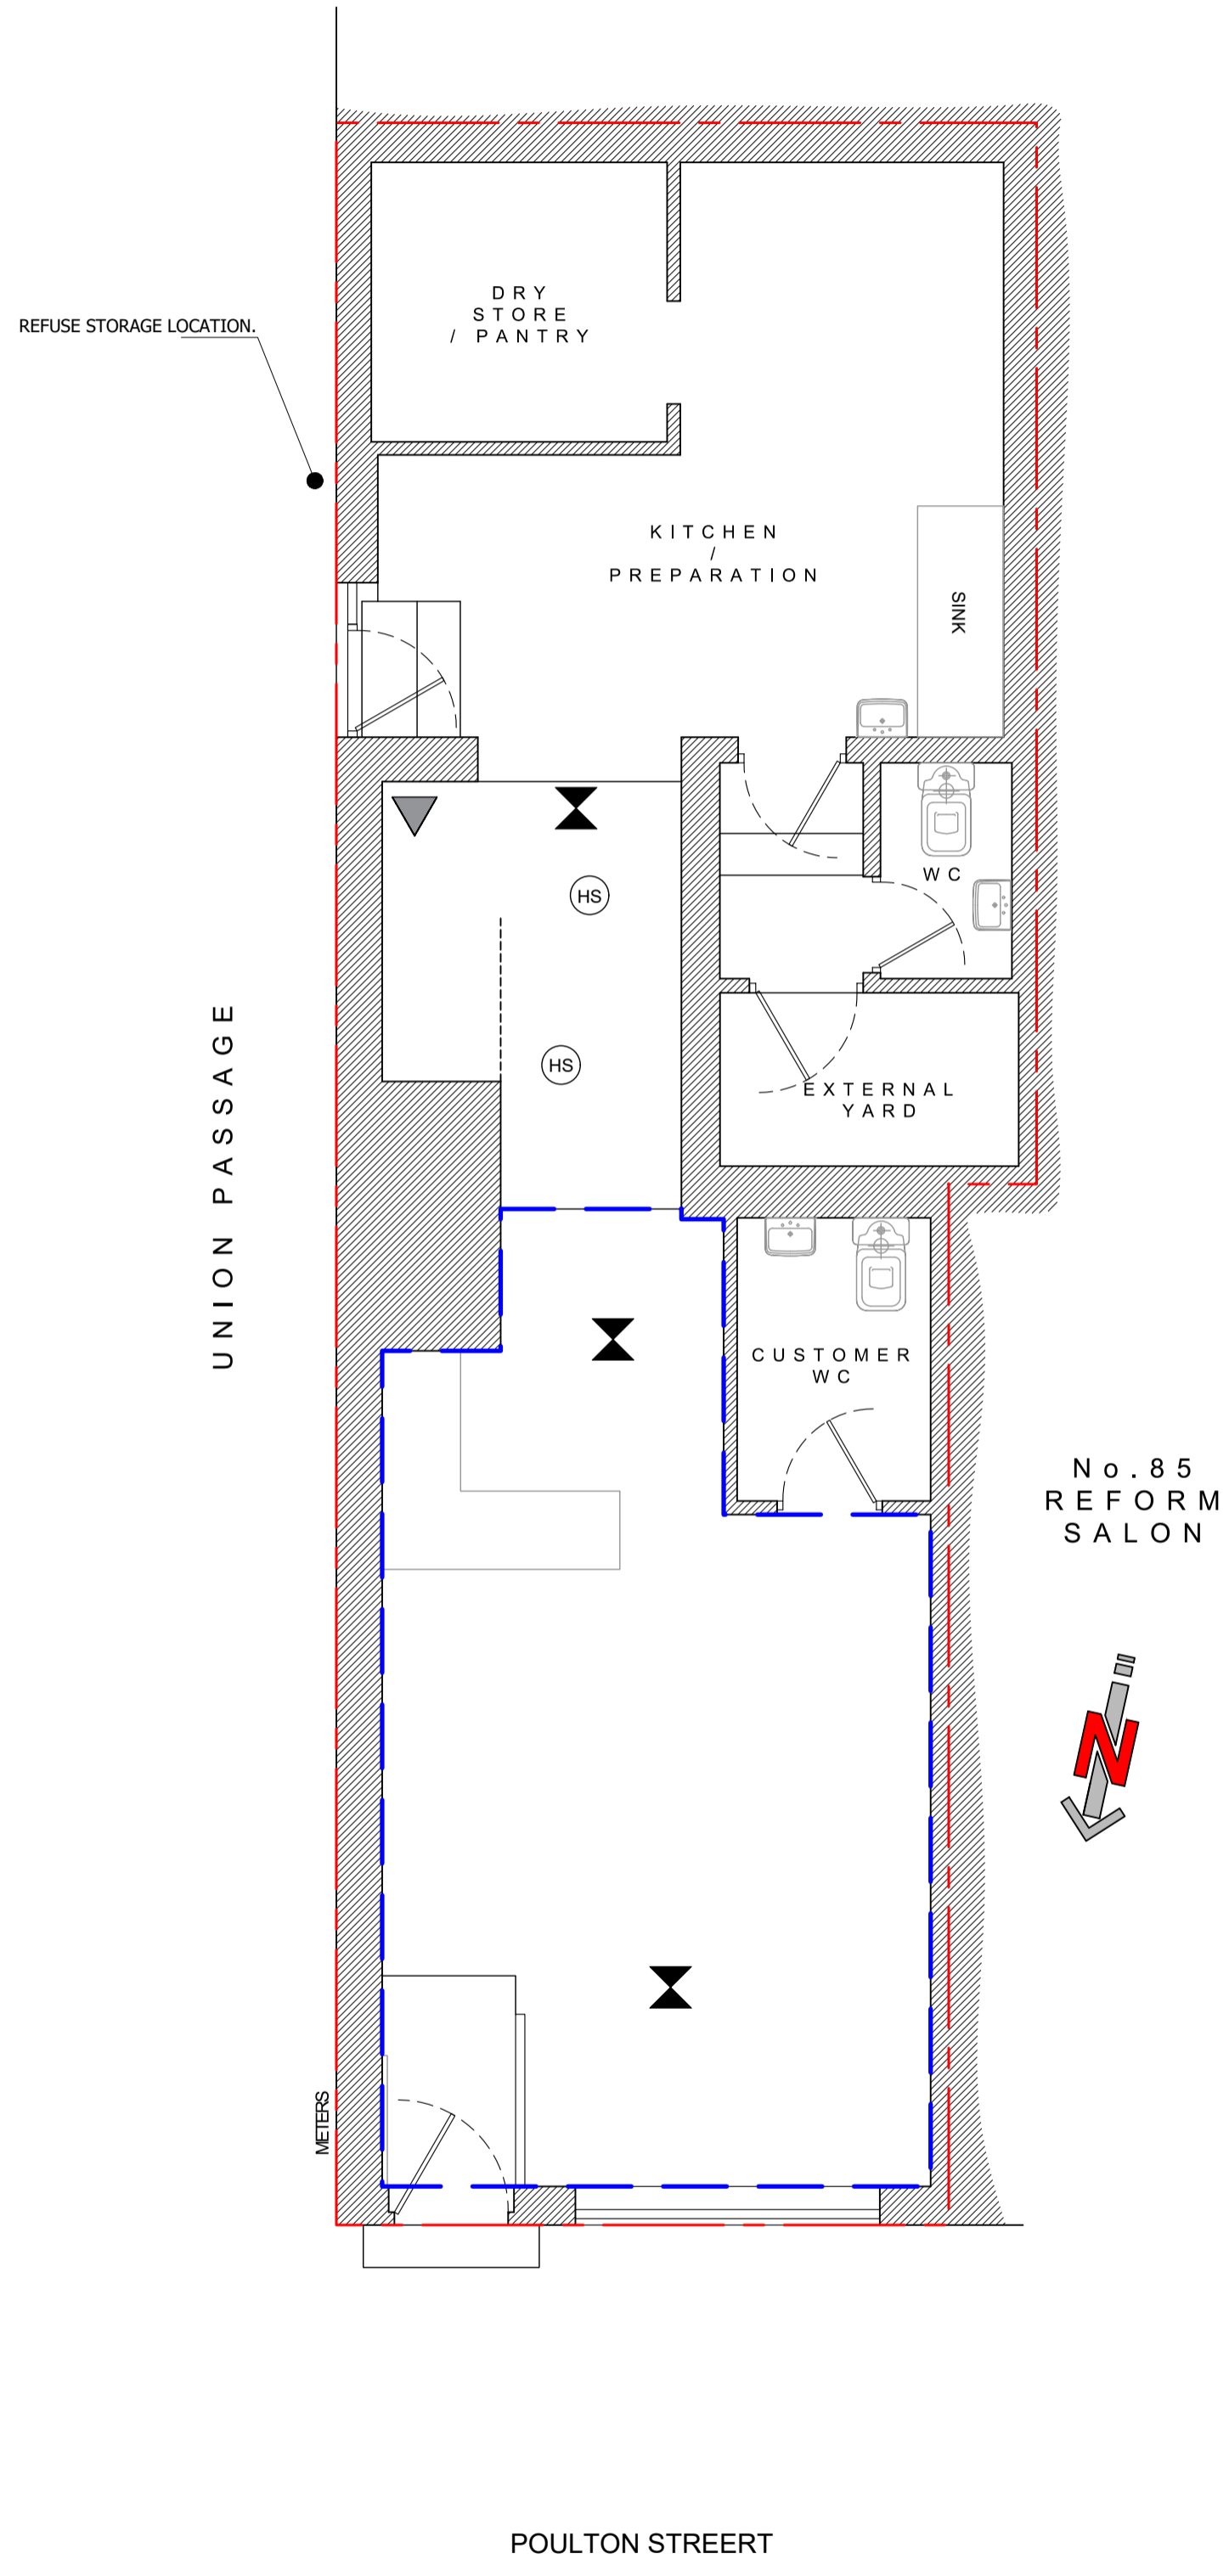 DRY
STORE
/ PANTRY
REFUSE STORAGE LOCATION.
KITCHEN
/
PREPARATION
SINK
WC
HS
HS
EXTERNAL
YARD
UNION PASSAGE
CUSTOMER
WC
No.85
REFORM
SALON
N
METERS
POULTON STREERT